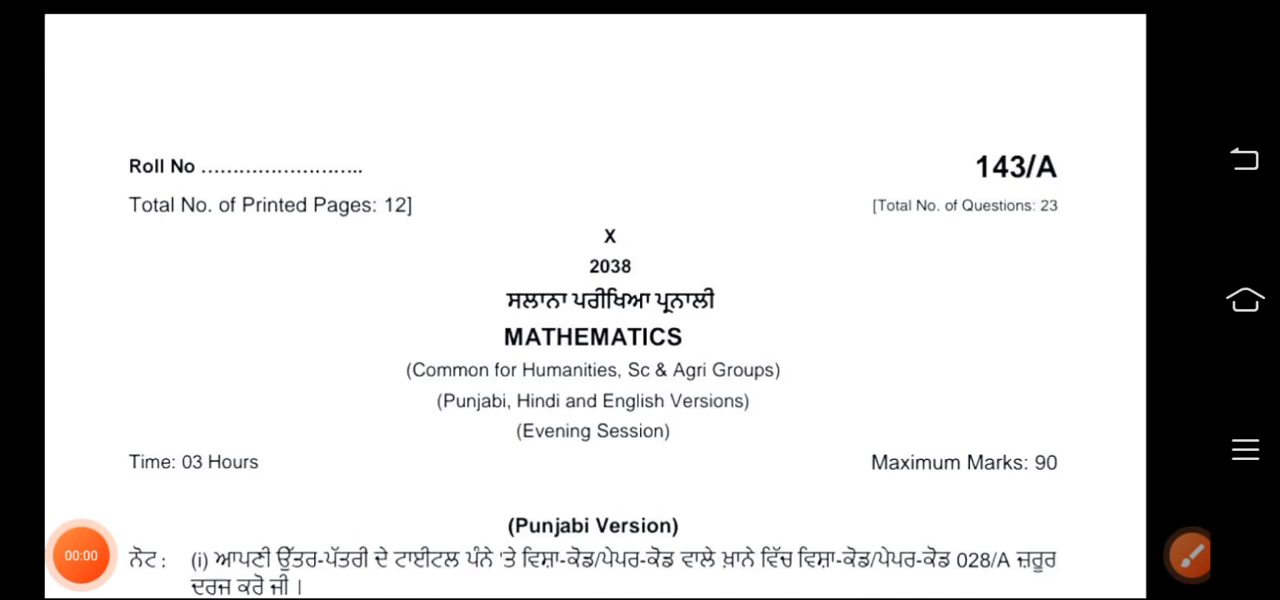 Roll No ……………………..
143/A
Total No. of Printed Pages: 12]
[Total No. of Questions: 23
X
2038
ਸਲਾਨਾ ਪਰੀਖਿਆ ਪ੍ਰਨਾਲੀ
MATHEMATICS
(Common for Humanities, Sc & Agri Groups)
(Punjabi, Hindi and English Versions)
(Evening Session)
Time: 03 Hours
Maximum Marks: 90
(Punjabi Version)
ਨੋਟ : (i) ਆਪਣੀ ਉੱਤਰ-ਪੱਤਰੀ ਦੇ ਟਾਈਟਲ ਪੰਨੇ 'ਤੇ ਵਿਸ਼ਾ-ਕੋਡ/ਪੇਪਰ-ਕੋਡ ਵਾਲੇ ਖ਼ਾਨੇ ਵਿੱਚ ਵਿਸ਼ਾ-ਕੋਡ/ਪੇਪਰ-ਕੋਡ 028/A ਜ਼ਰੂਰ
ਦਰਜ ਕਰੋ ਜੀ ।
00:00